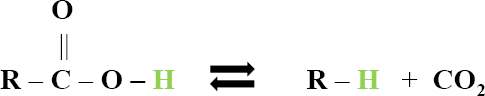 O
||
R – C – O – H ⇌ R – H + CO₂